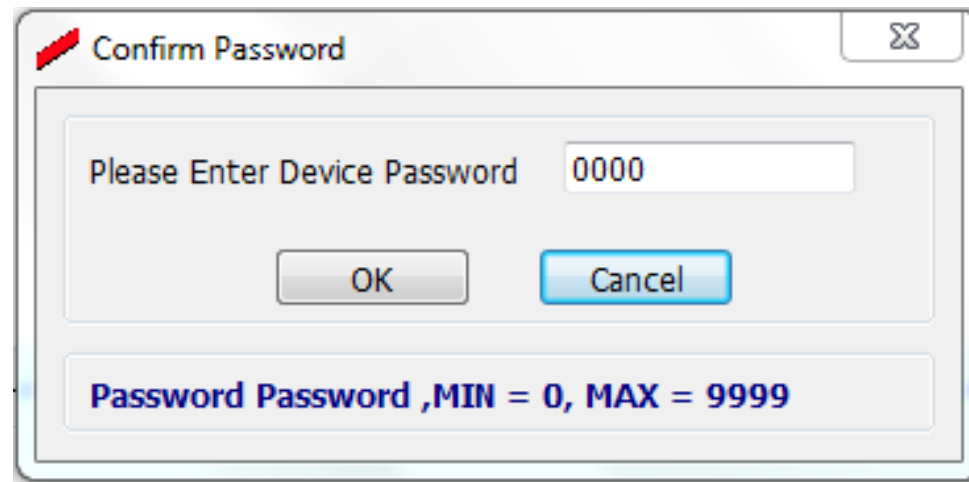 Confirm Password
Please Enter Device Password 0000
OK Cancel
Password Password ,MIN = 0, MAX = 9999